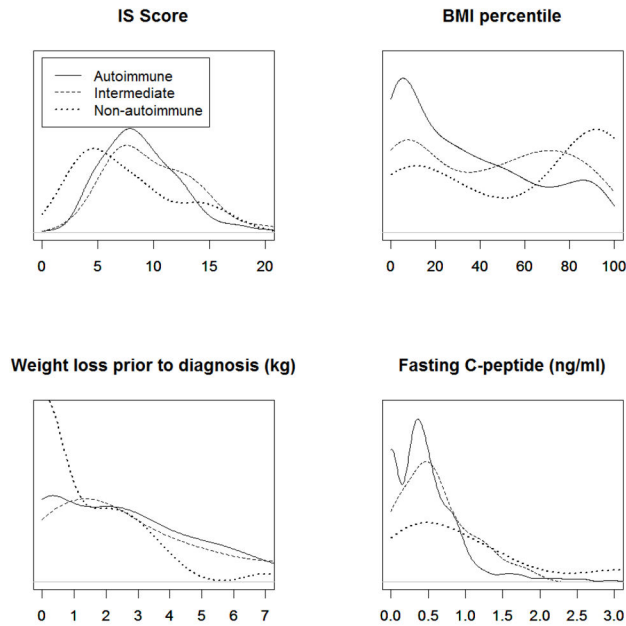 IS Score
Autoimmune
Intermediate
Non-autoimmune
0 5 10 15 20
BMI percentile
0 20 40 60 80 100
Weight loss prior to diagnosis (kg)
0 1 2 3 4 5 6 7
Fasting C-peptide (ng/ml)
0.0 0.5 1.0 1.5 2.0 2.5 3.0